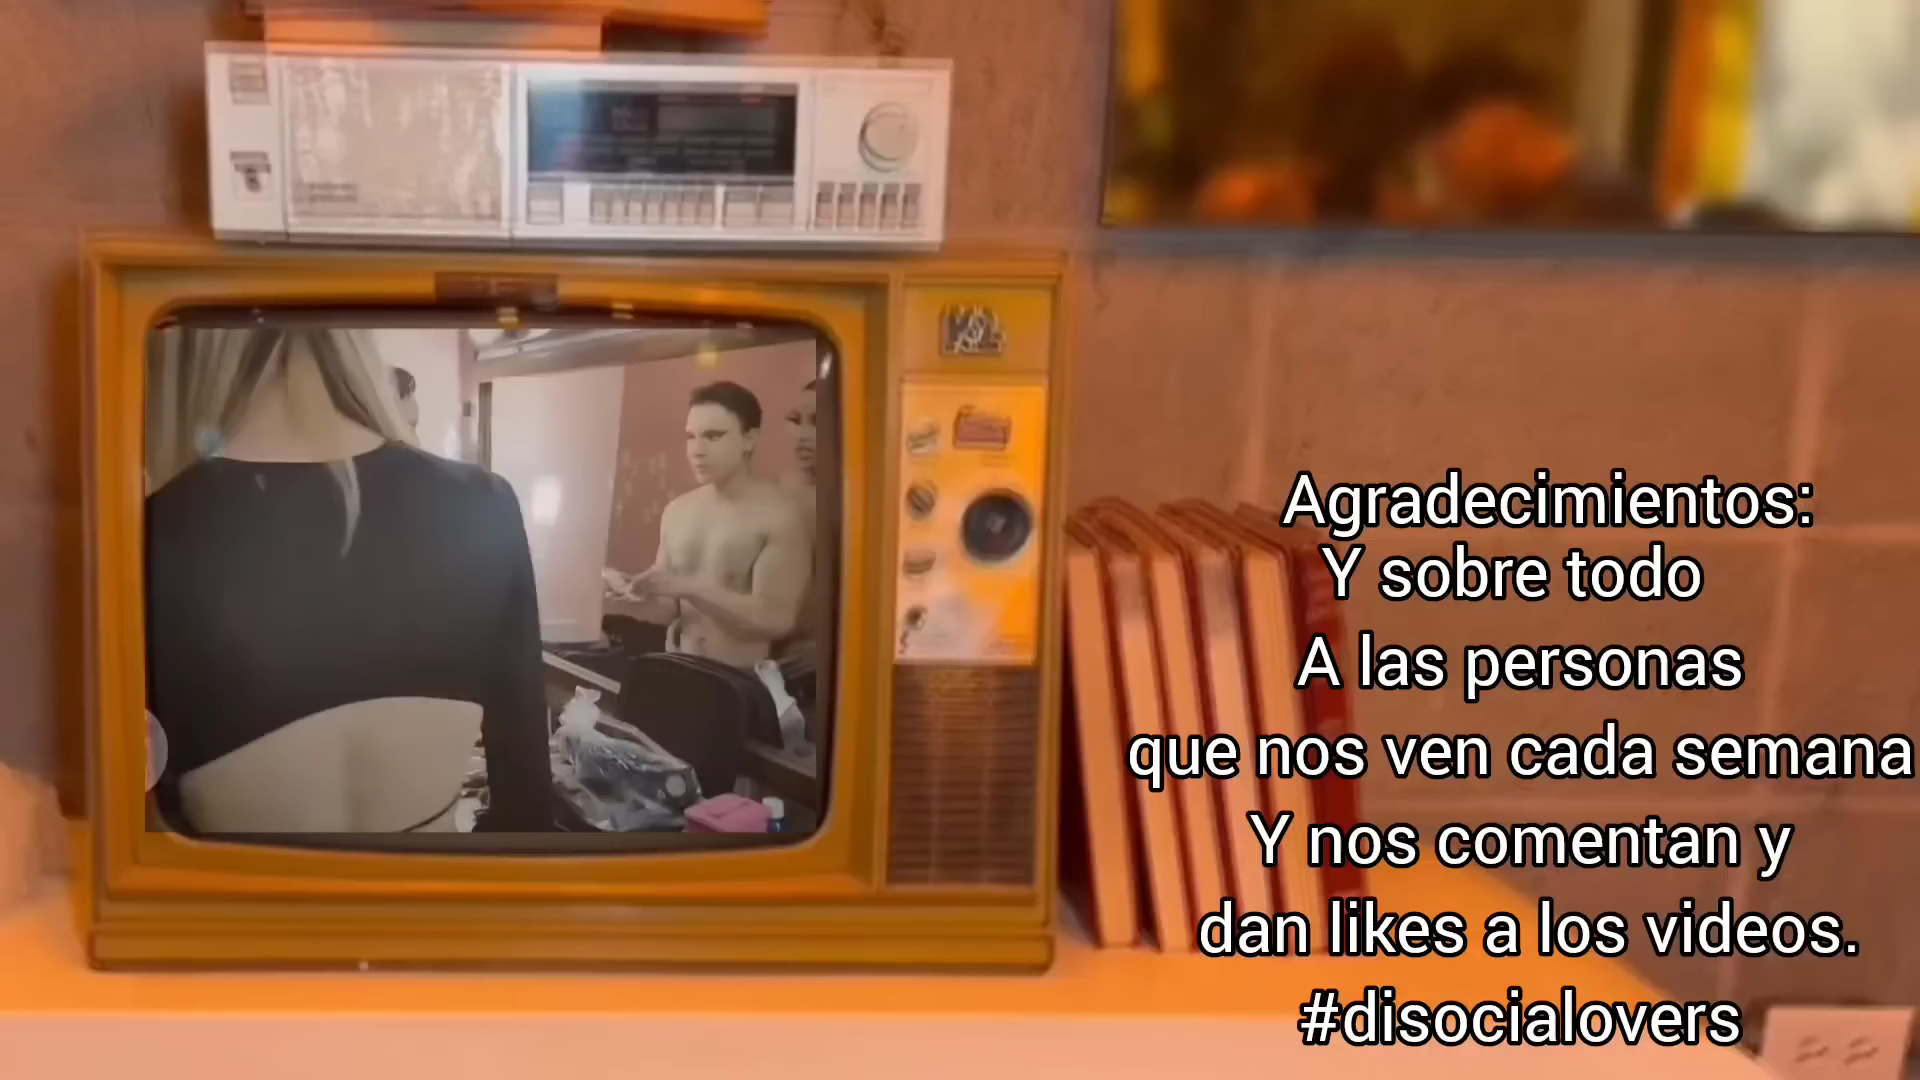 Agradecimientos:
Y sobre todo
A las personas
que nos ven cada semana
Y nos comentan y
dan likes a los videos.
#disocialovers